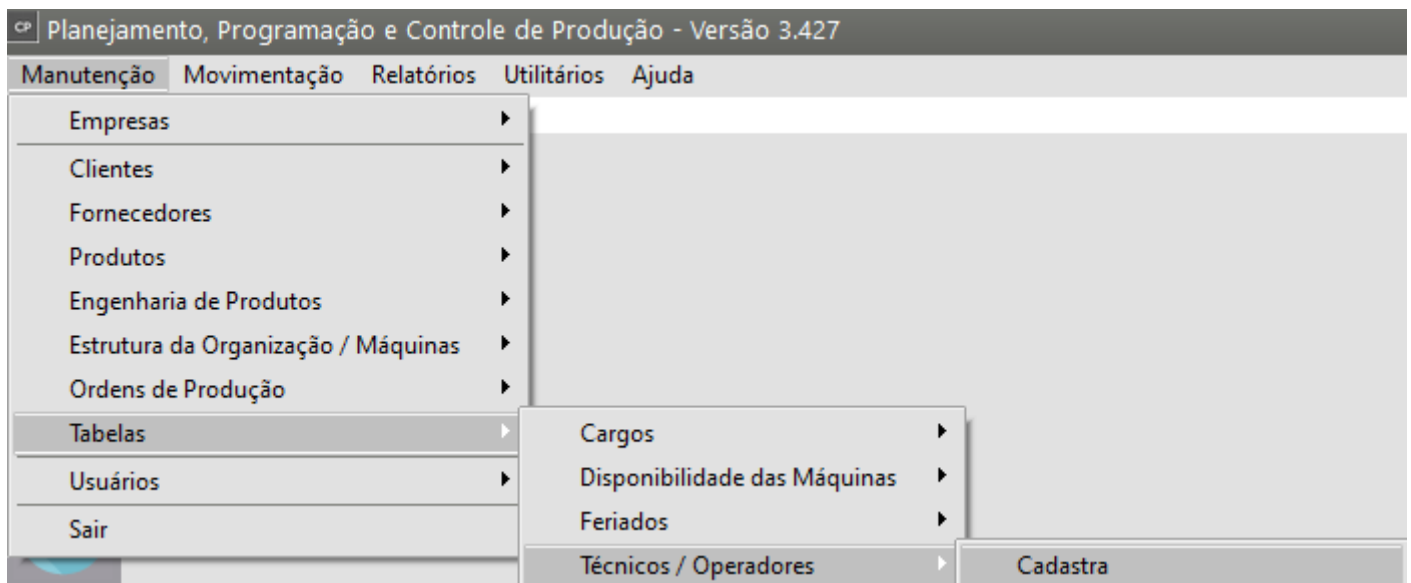 CP Planejamento, Programação e Controle de Produção - Versão 3.427
Manutenção Movimentação Relatórios Utilitários Ajuda
Empresas
Clientes
Fornecedores
Produtos
Engenharia de Produtos
Estrutura da Organização / Máquinas
Ordens de Produção
Tabelas
Usuários
Sair
Cargos
Disponibilidade das Máquinas
Feriados
Técnicos / Operadores
Cadastra